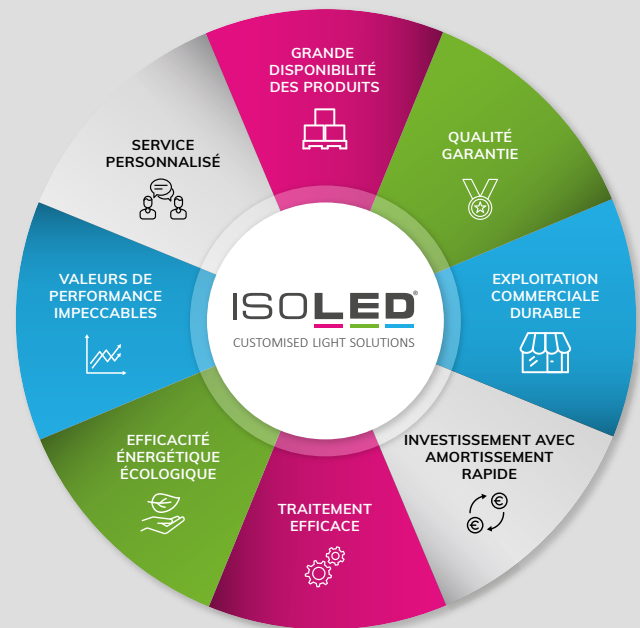 GRANDE
DISPONIBILITÉ
DES PRODUITS
QUALITÉ
GARANTIE
EXPLOITATION
COMMERCIALE
DURABLE
INVESTISSEMENT AVEC
AMORTISSEMENT
RAPIDE
TRAITEMENT
EFFICACE
EFFICACITÉ
ÉNERGÉTIQUE
ÉCOLOGIQUE
VALEURS DE
PERFORMANCE
IMPECCABLES
SERVICE
PERSONNALISÉ
ISOLED®
CUSTOMISED LIGHT SOLUTIONS